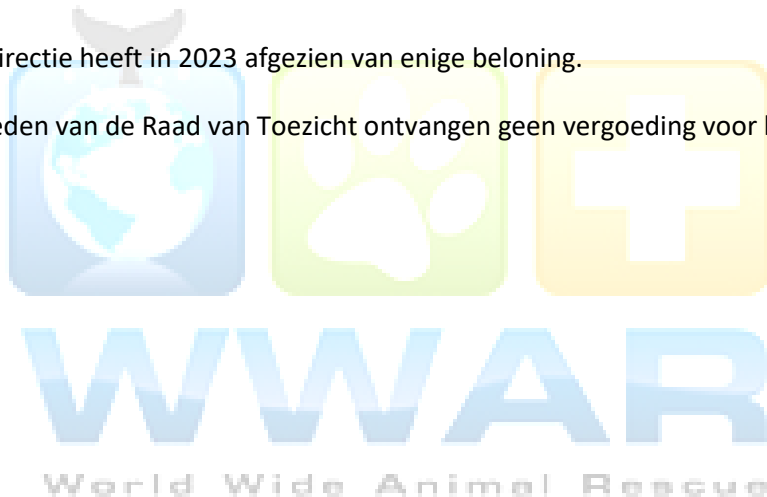 irectie heeft in 2023 afgezien van enige beloning.
eden van de Raad van Toezicht ontvangen geen vergoeding voor
WWAR
World Wide Animal Rescue